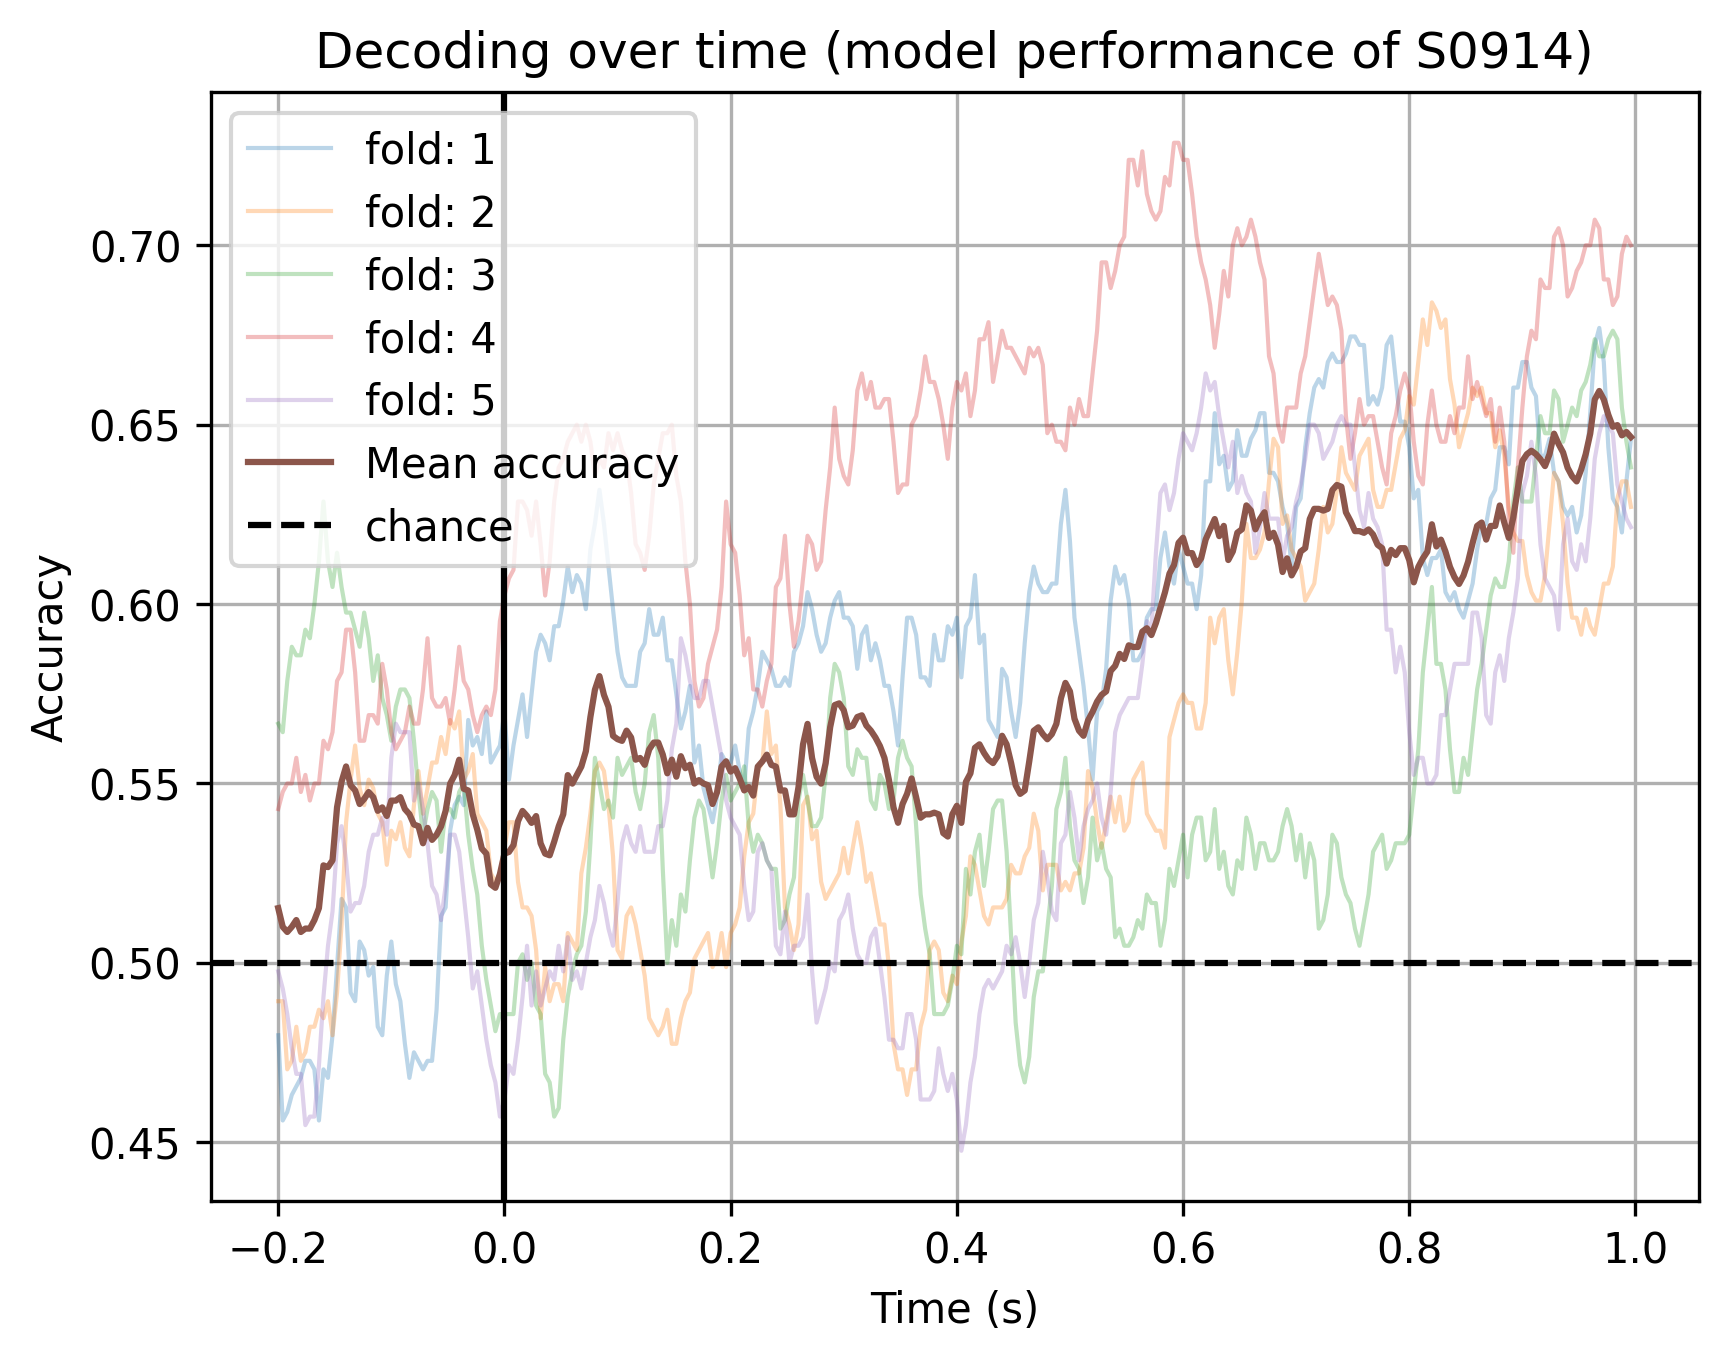 Decoding over time (model performance of S0914)
fold: 1
fold: 2
fold: 3
fold: 4
fold: 5
Mean accuracy
chance
Accuracy
0.70
0.65
0.60
0.55
0.50
0.45
−0.2
0.0
0.2
0.4
0.6
0.8
1.0
Time (s)